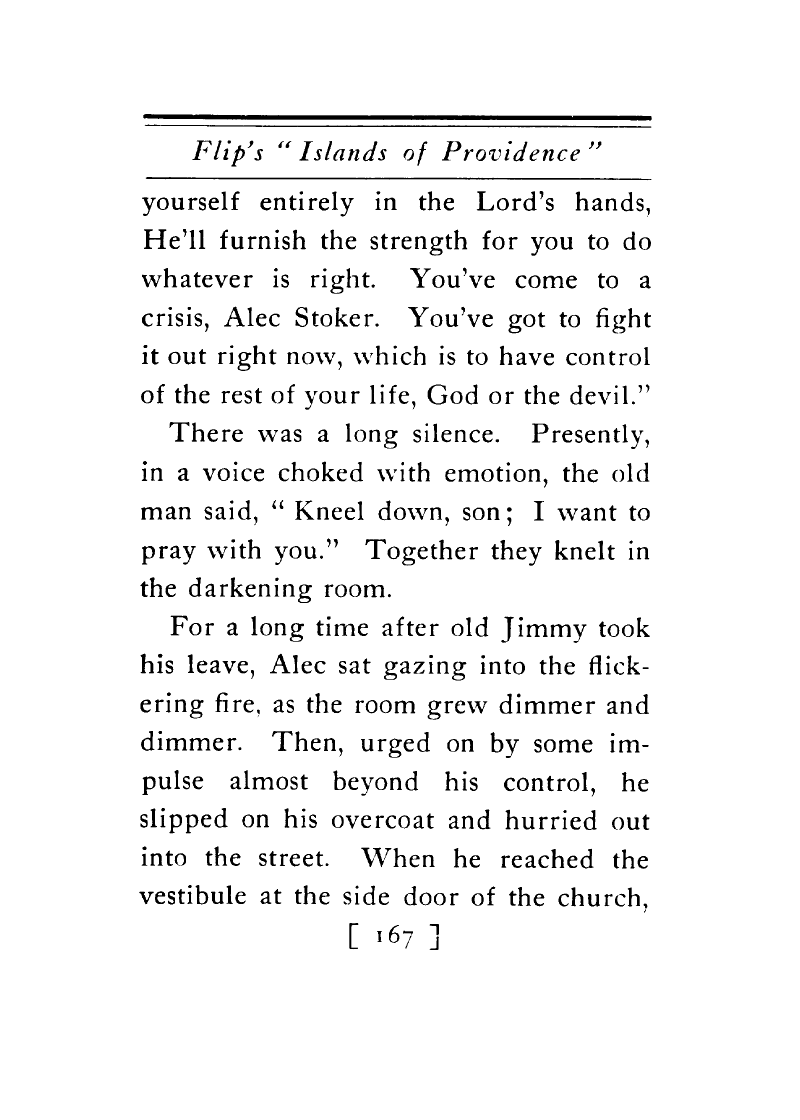 Flip's "Islands of Providence"
yourself entirely in the Lord's hands,
He'll furnish the strength for you to do
whatever is right. You've come to a
crisis, Alec Stoker. You've got to fight
it out right now, which is to have control
of the rest of your life, God or the devil."
There was a long silence. Presently,
in a voice choked with emotion, the old
man said, "Kneel down, son; I want to
pray with you." Together they knelt in
the darkening room.
For a long time after old Jimmy took
his leave, Alec sat gazing into the flick-
ering fire, as the room grew dimmer and
dimmer. Then, urged on by some im-
pulse almost beyond his control, he
slipped on his overcoat and hurried out
into the street. When he reached the
vestibule at the side door of the church,
[ 167 ]